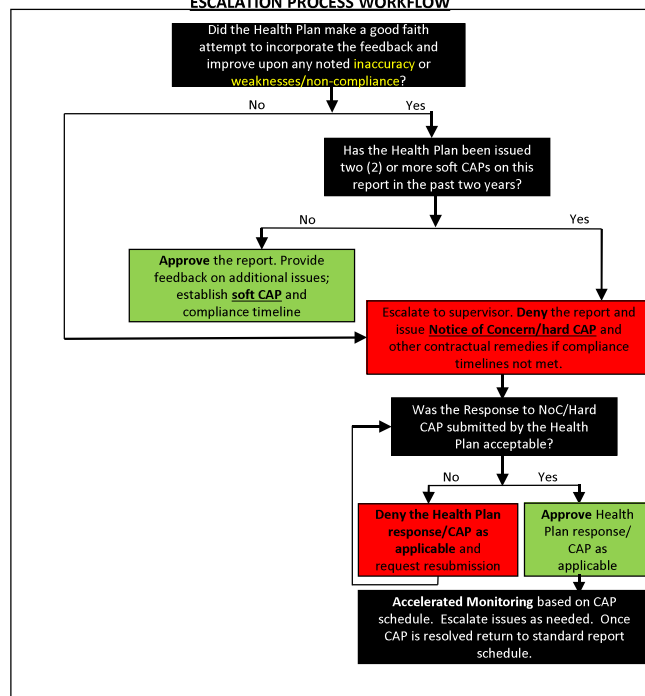 ESCALATION PROCESS WORKFLOW
Did the Health Plan make a good faith
attempt to incorporate the feedback and
improve upon any noted inaccuracy or
weaknesses/non-compliance?
No
Yes
Has the Health Plan been issued
two (2) or more soft CAPs on this
report in the past two years?
No
Yes
Approve the report. Provide
feedback on additional issues;
establish soft CAP and
compliance timeline
Escalate to supervisor. Deny the report and
issue Notice of Concern/hard CAP and
other contractual remedies if compliance
timelines not met.
Was the Response to NoC/Hard
CAP submitted by the Health
Plan acceptable?
No
Yes
Deny the Health Plan
response/CAP as
applicable and
request resubmission
Approve Health
Plan response/
CAP as
applicable
Accelerated Monitoring based on CAP
schedule. Escalate issues as needed. Once
CAP is resolved return to standard report
schedule.